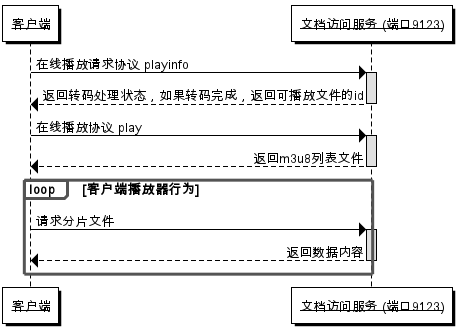 客户端
文档访问服务 (端口9123)
在线播放请求协议 playinfo
返回转码处理状态，如果转码完成，返回可播放文件的id
在线播放协议 play
返回m3u8列表文件
loop [客户端播放器行为]
请求分片文件
返回数据内容
客户端
文档访问服务 (端口9123)